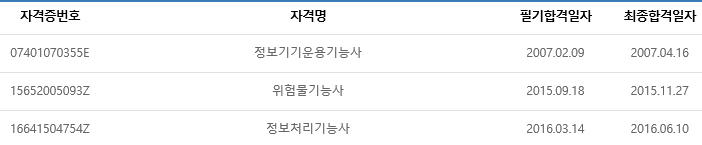 자격증번호 자격명 필기합격일자 최종합격일자
07401070355E 정보기기운용기능사 2007.02.09 2007.04.16
15652005093Z 위험물기능사 2015.09.18 2015.11.27
16641504754Z 정보처리기능사 2016.03.14 2016.06.10